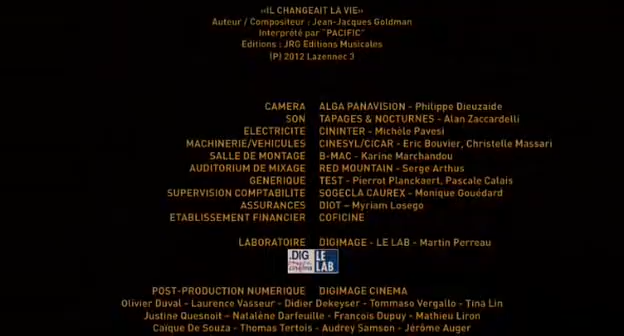 «IL CHANGEAIT LA VIE»
Auteur / Compositeur : Jean-Jacques Goldman
Interprété par "PACIFIC"
Editions : JRG Editions Musicales
(P) 2012 Lazennec 3
CAMERA ALGA PANAVISION - Philippe Dieuzaide
SON TAPAGES & NOCTURNES - Alan Zaccardelli
ELECTRICITE CININTER - Michèle Pavesi
MACHINERIE/VEHICULES CINESYL/CICAR - Eric Bouvier, Christelle Massari
SALLE DE MONTAGE B-MAC - Karine Marchandou
AUDITORIUM DE MIXAGE RED MOUNTAIN - Serge Arthus
GENERIQUE TEST - Pierrot Planckaert, Pascale Calais
SUPERVISION COMPTABILITE SOGECLA CAUREX - Monique Gouédard
ASSURANCES DIOT - Myriam Losego
ETABLISSEMENT FINANCIER COFICINE
LABORATOIRE DIGIMAGE - LE LAB - Martin Perreau
.DIG LE
cinéma LAB
POST-PRODUCTION NUMERIQUE DIGIMAGE CINEMA
Olivier Duval - Laurence Vasseur - Didier Dekeyser - Tommaso Vergallo - Tina Lin
Justine Quesnoit - Natalène Darfeuille - François Dupuy - Mathieu Liron
Caïque De Souza - Thomas Tertois - Audrey Samson - Jérôme Auger